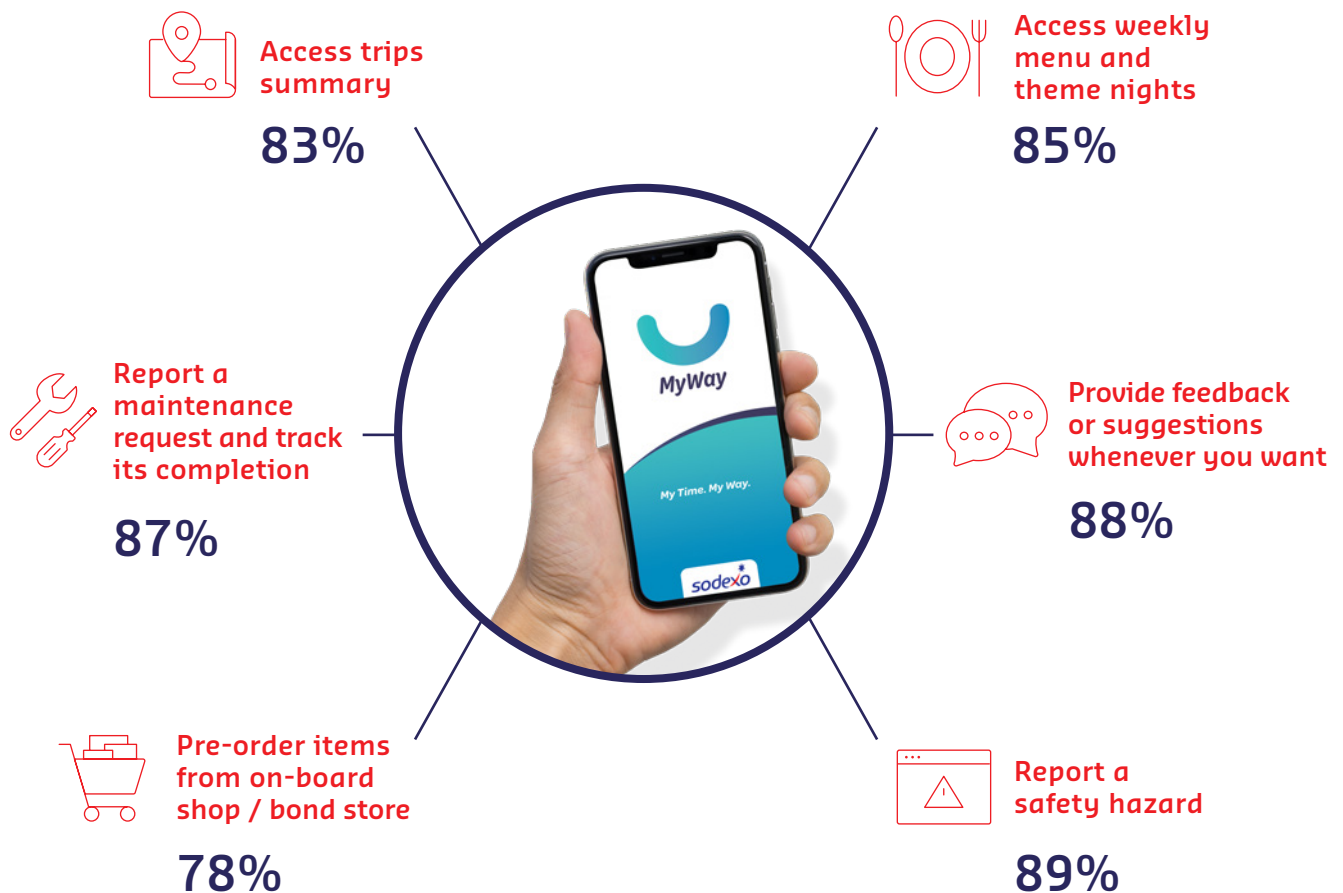 Access trips
summary
83%
Access weekly
menu and
theme nights
85%
Report a
maintenance
request and track
its completion
87%
MyWay
My Time. My Way.
sodexo
Provide feedback
or suggestions
whenever you want
88%
Pre-order items
from on-board
shop / bond store
78%
Report a
safety hazard
89%